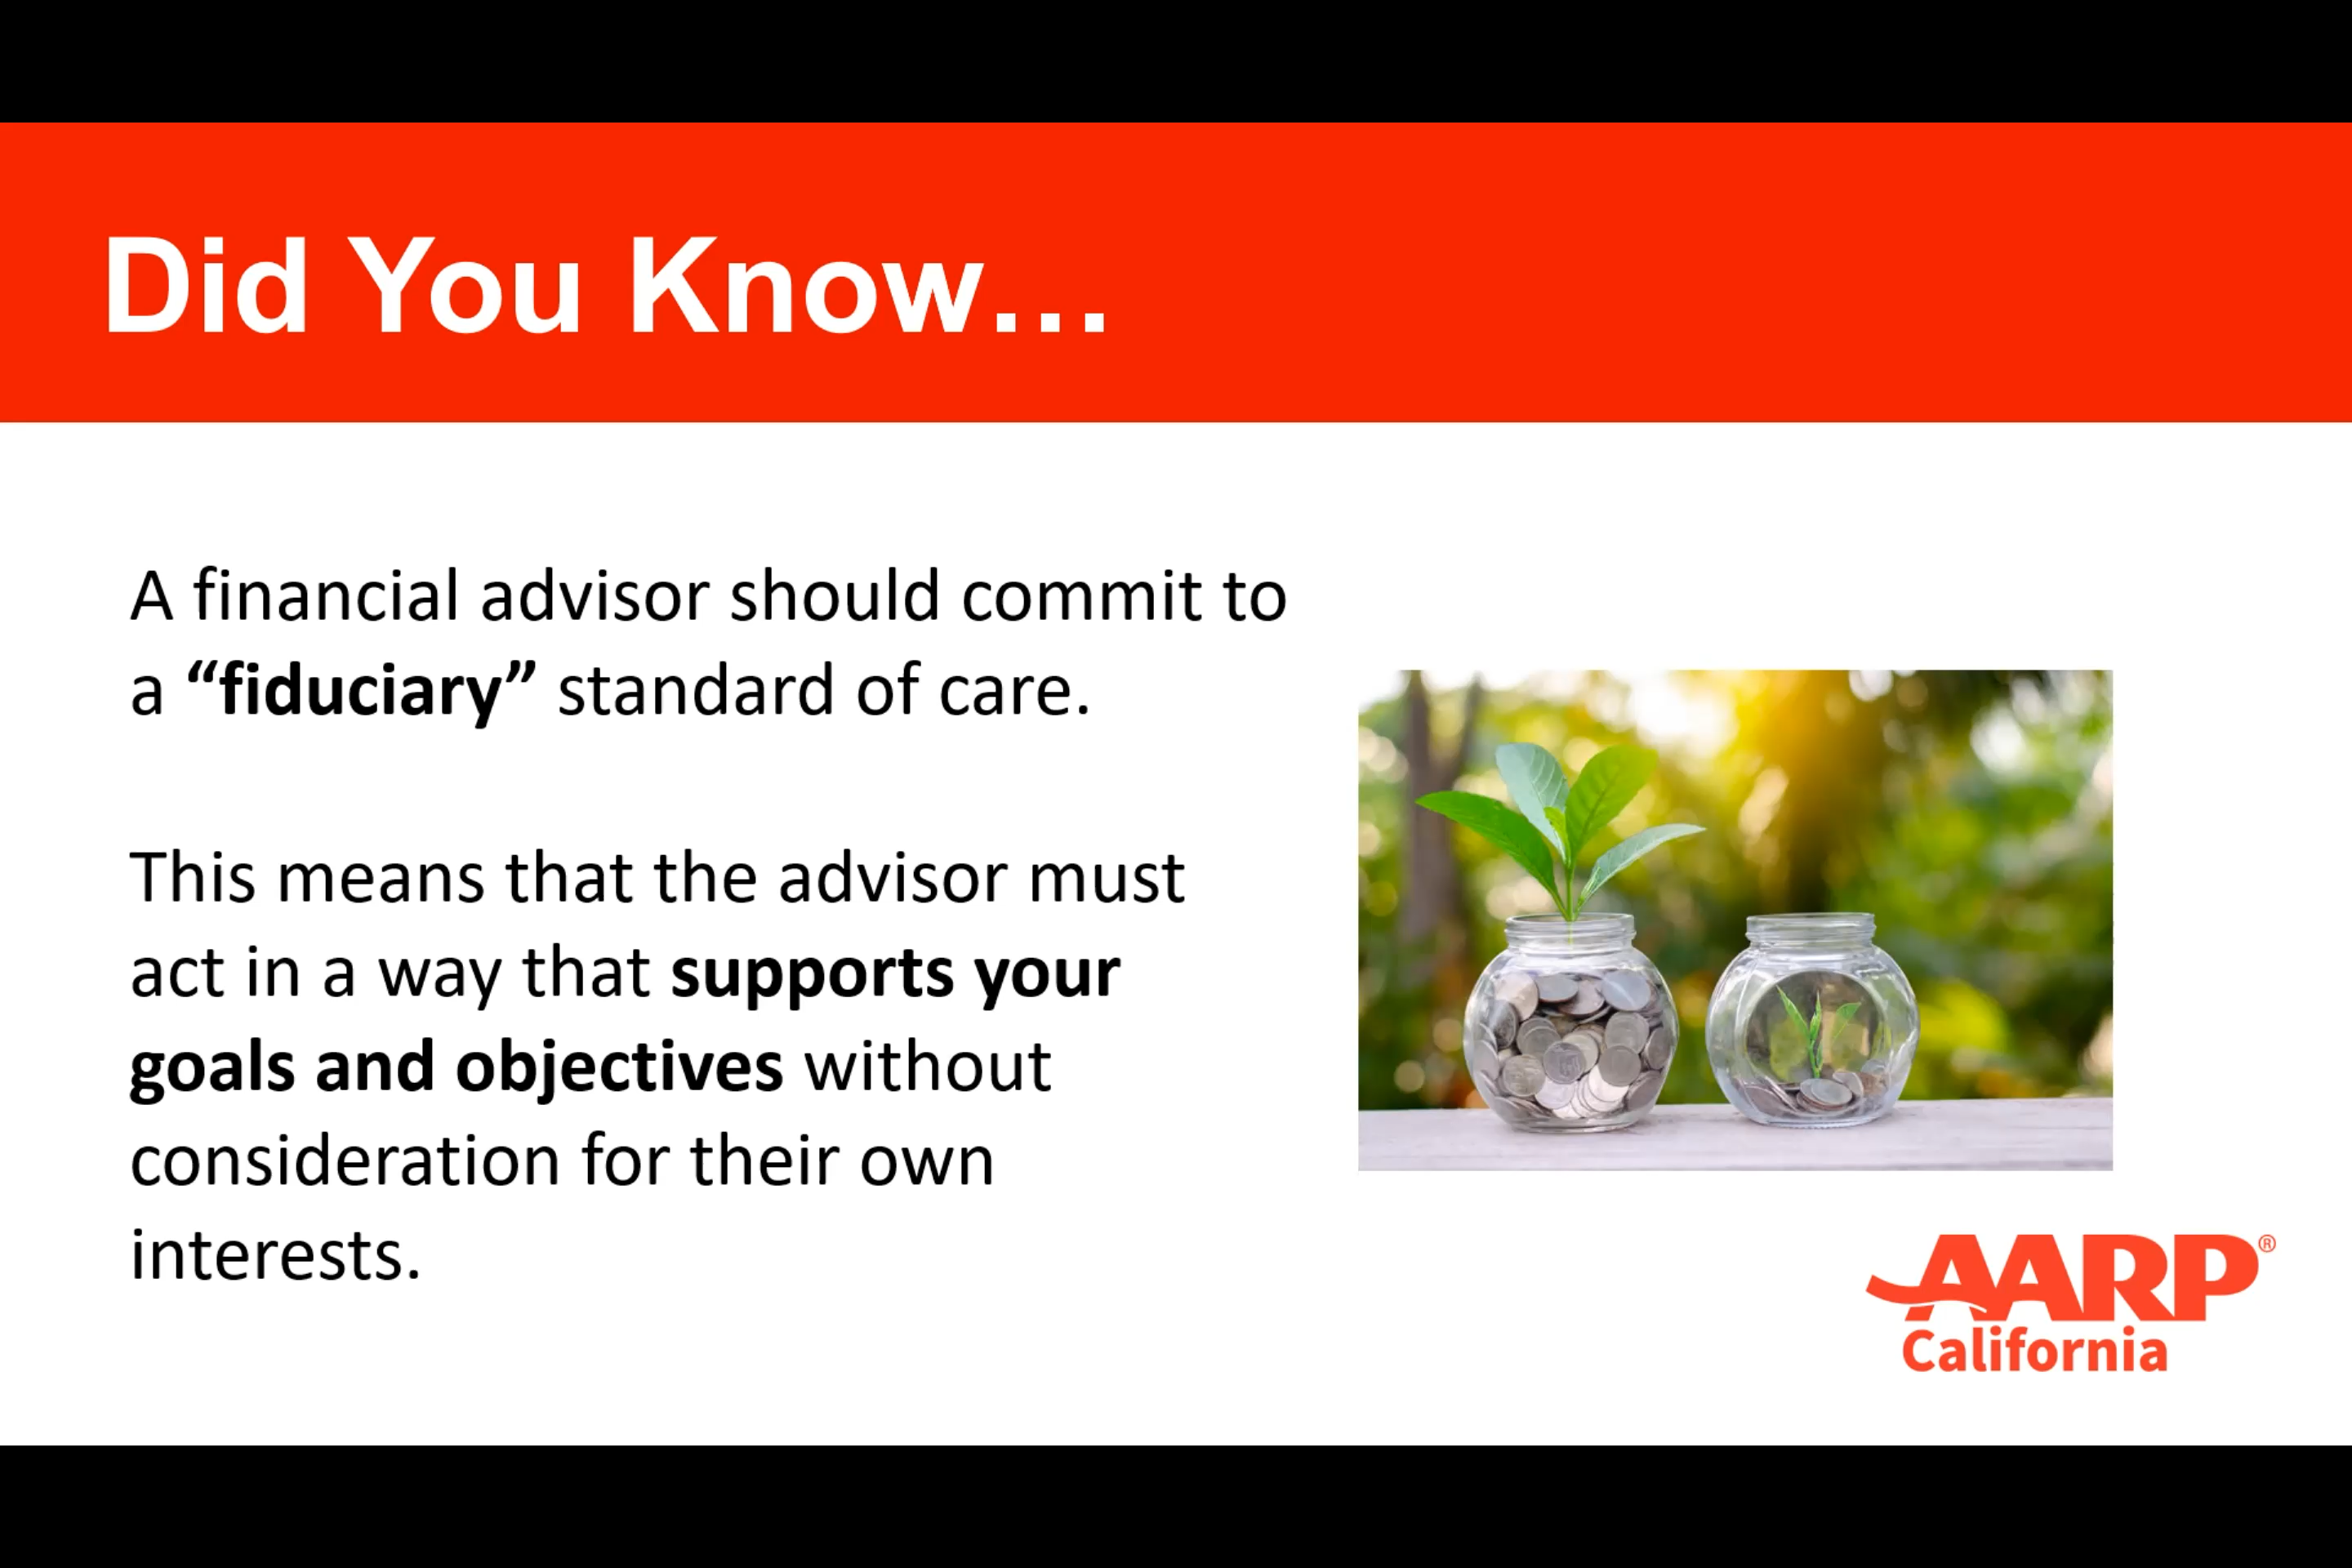 Did You Know...
A financial advisor should commit to
a “fiduciary” standard of care.
This means that the advisor must
act in a way that supports your
goals and objectives without
consideration for their own
interests.
AARP®
California